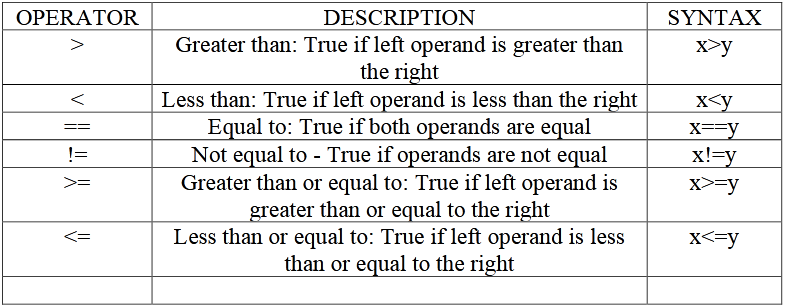 OPERATOR DESCRIPTION SYNTAX
> Greater than: True if left operand is greater than x>y
the right
< Less than: True if left operand is less than the right x<y
== Equal to: True if both operands are equal x==y
!= Not equal to - True if operands are not equal x!=y
>= Greater than or equal to: True if left operand is x>=y
greater than or equal to the right
<= Less than or equal to: True if left operand is less x<=y
than or equal to the right